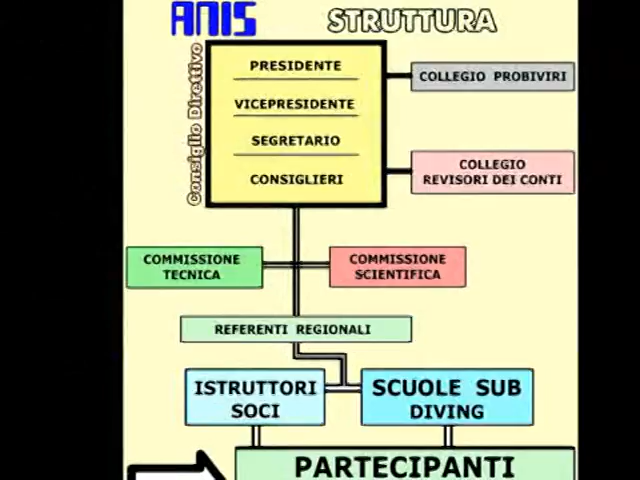 ANIS
STRUTTURA
Consiglio Direttivo
PRESIDENTE
VICEPRESIDENTE
SEGRETARIO
CONSIGLIERI
COLLEGIO PROBIVIRI
COLLEGIO
REVISORI DEI CONTI
COMMISSIONE
TECNICA
COMMISSIONE
SCIENTIFICA
REFERENTI REGIONALI
ISTRUTTORI
SOCI
SCUOLE SUB
DIVING
PARTECIPANTI